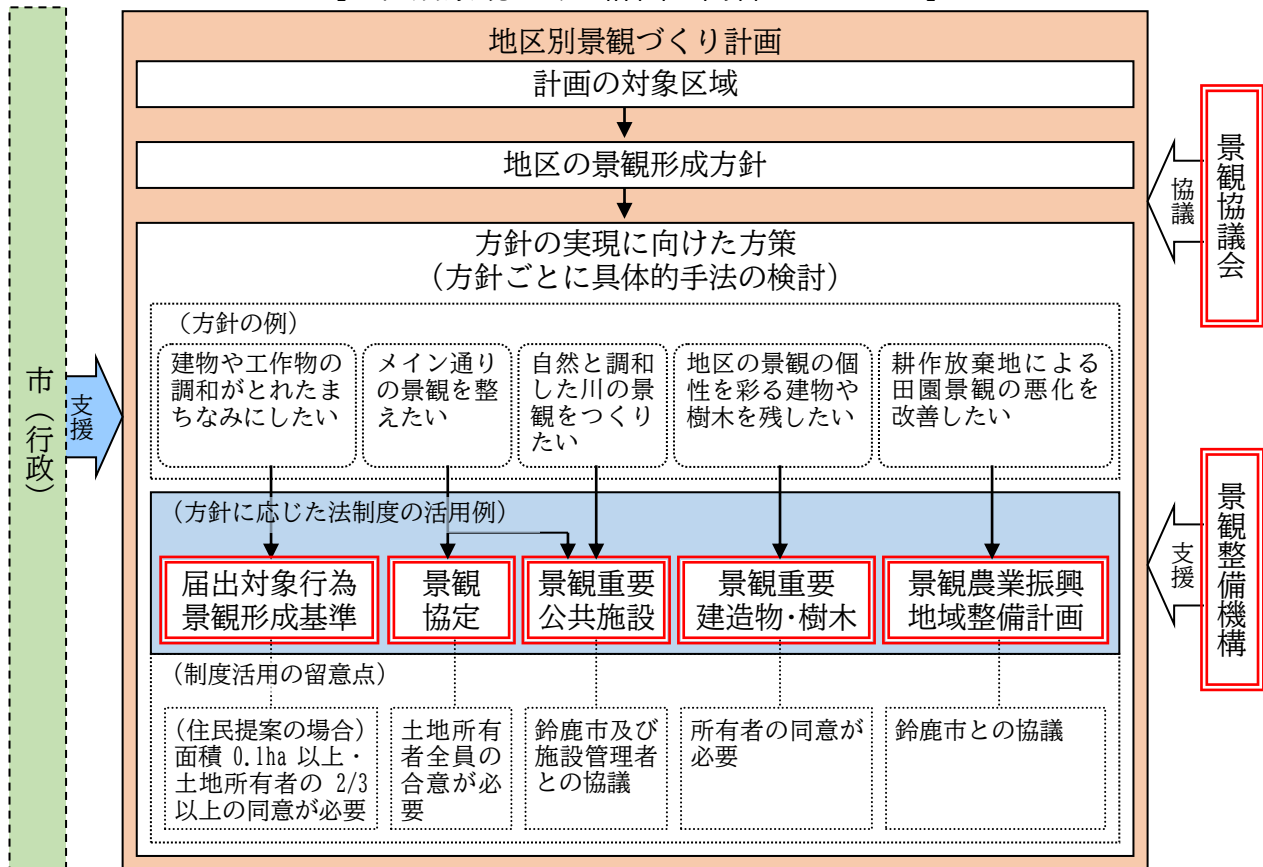 地区別景観づくり計画
計画の対象区域
地区の景観形成方針
方針の実現に向けた方策
（方針ごとに具体的手法の検討）
（方針の例）
建物や工作物の
調和がとれたま
ちなみにしたい
メイン通り
の景観を整
えたい
自然と調和
した川の景
観をつくり
たい
地区の景観の個
性を彩る建物や
樹木を残したい
耕作放棄地による
田園景観の悪化を
改善したい
（方針に応じた法制度の活用例）
届出対象行為
景観形成基準
景観
協定
景観重要
公共施設
景観重要
建造物・樹木
景観農業振興
地域整備計画
（制度活用の留意点）
（住民提案の場合）
面積 0.1ha 以上・
土地所有者の 2/3
以上の同意が必要
土地所有
者全員の
合意が必
要
鈴鹿市及び
施設管理者
との協議
所有者の同意が
必要
鈴鹿市との協議
市（行政）
支援
協議
景観協議会
支援
景観整備機構